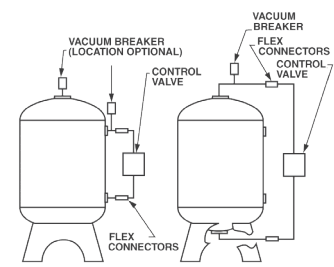 VACUUM BREAKER
(LOCATION OPTIONAL)
CONTROL
VALVE
FLEX
CONNECTORS
VACUUM
BREAKER
FLEX
CONNECTORS
CONTROL
VALVE